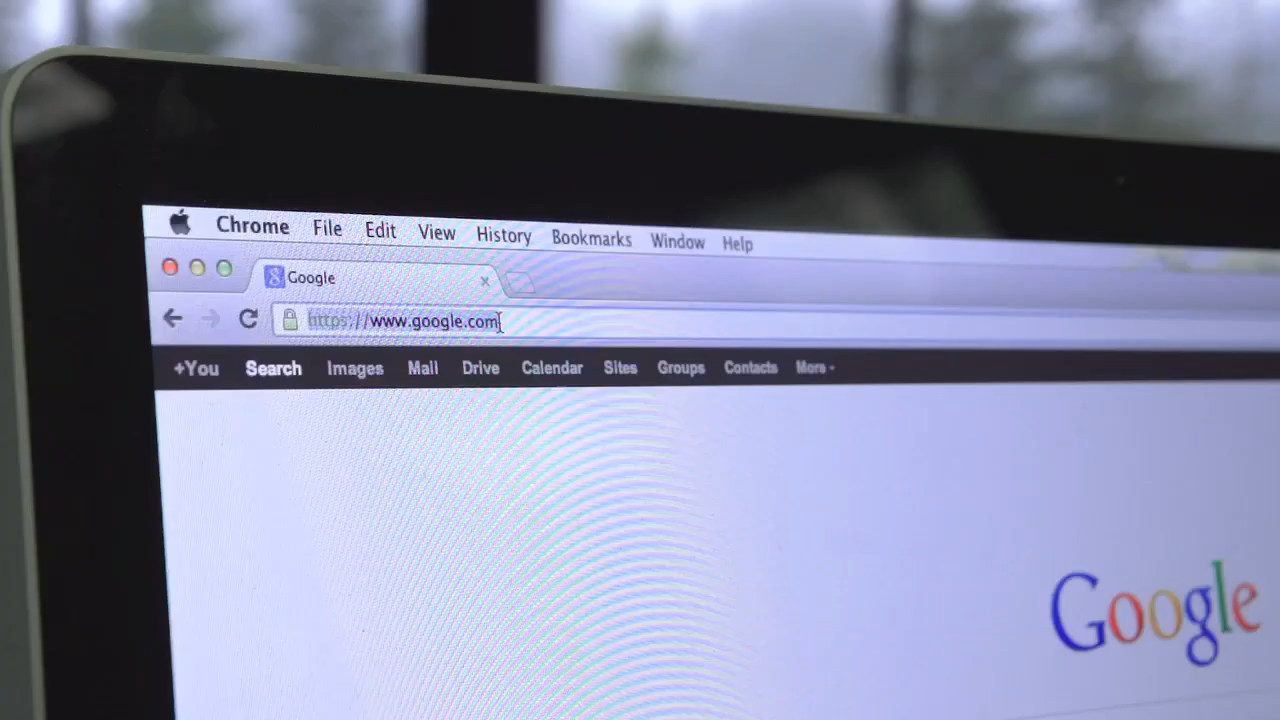 Chrome File Edit View History Bookmarks Window Help
Google
https://www.google.com
+You Search Images Mail Drive Calendar Sites Groups Contacts More
Google